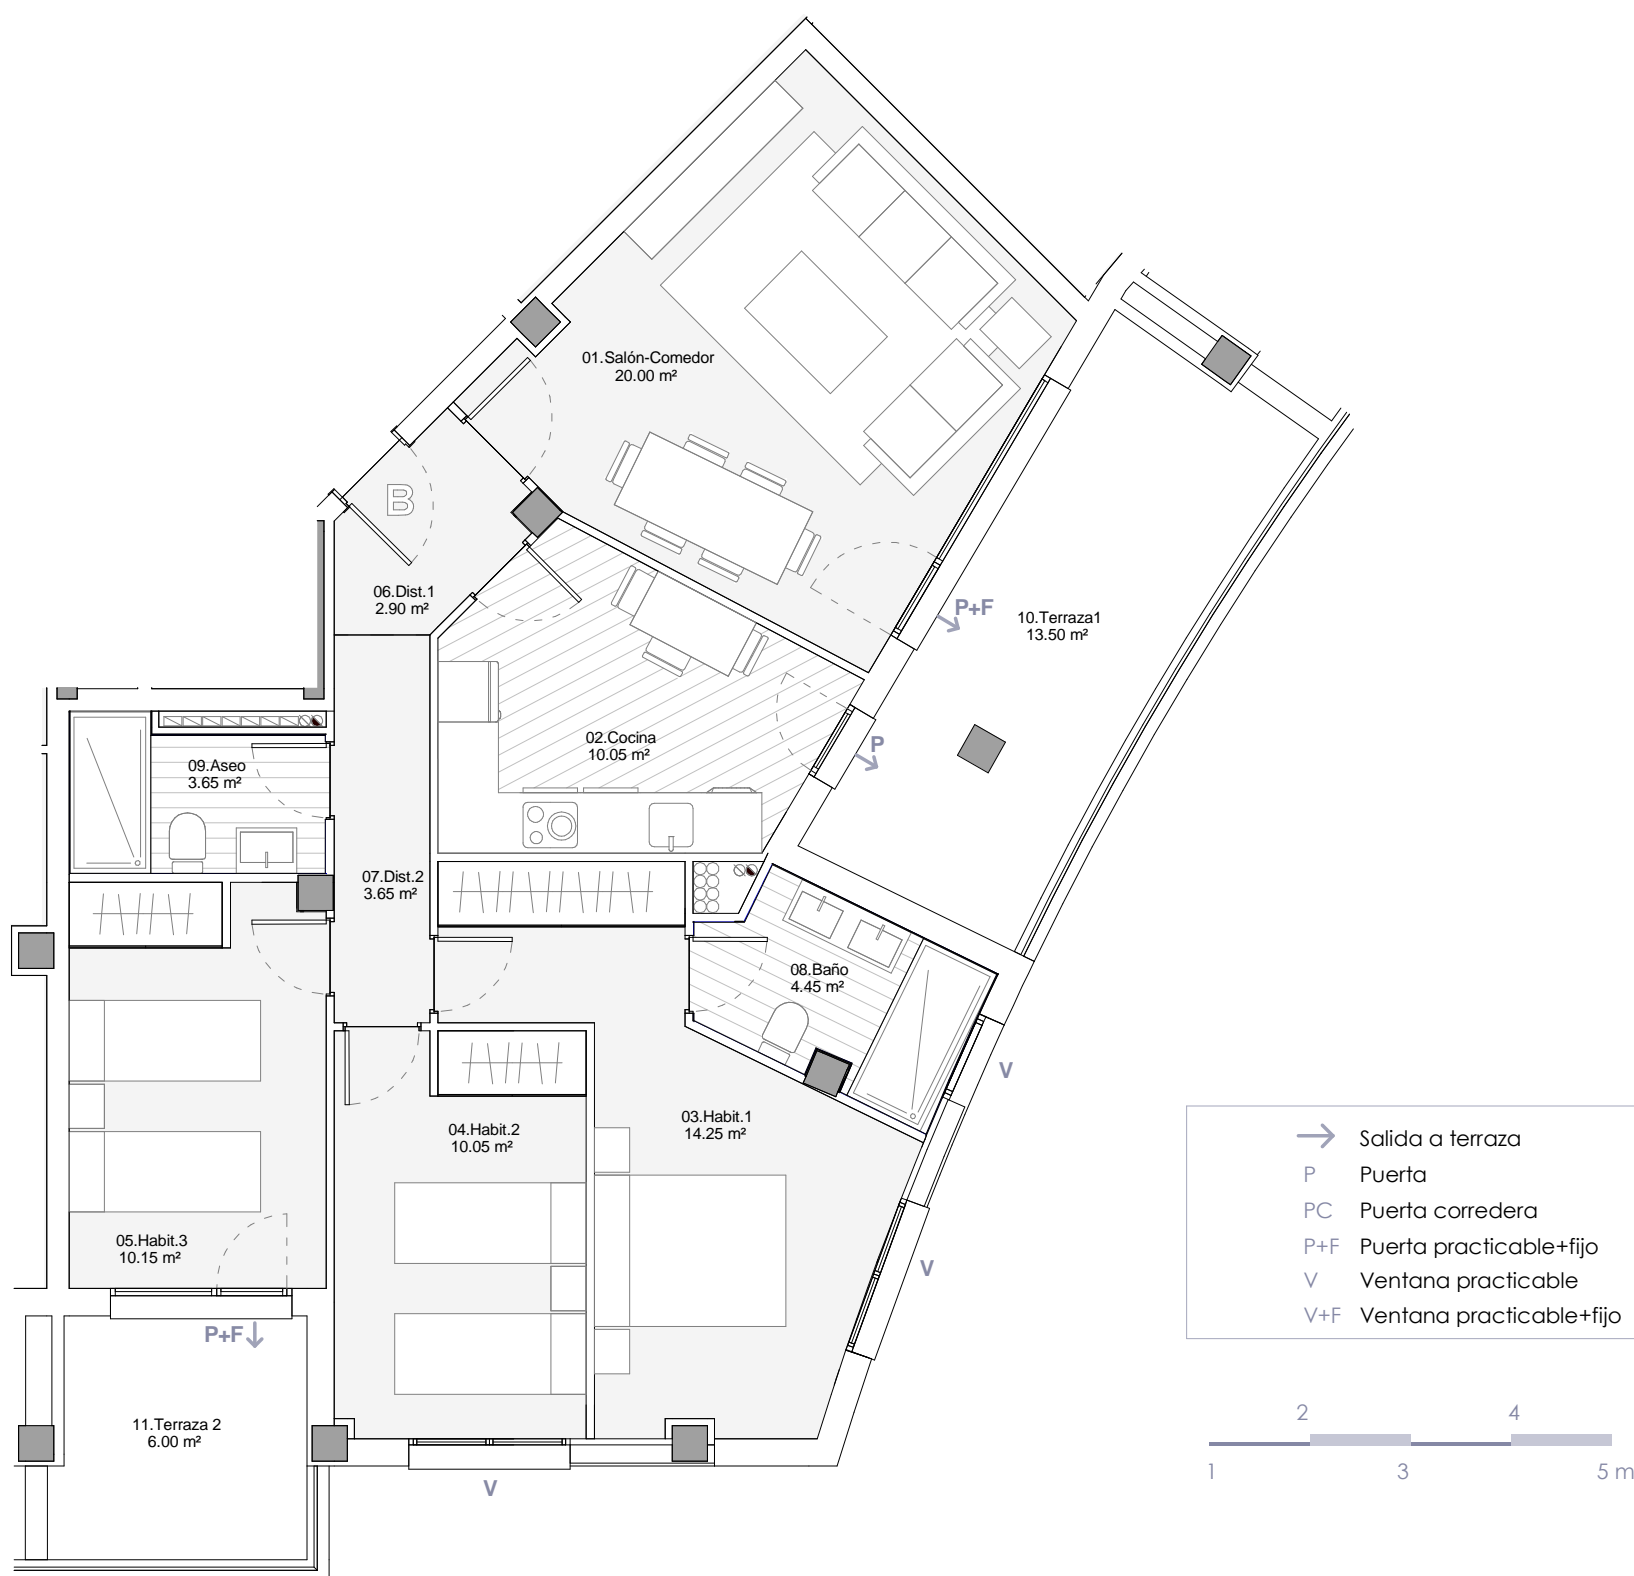 01.Salón-Comedor
20.00 m²
B
06.Dist.1
2.90 m²
P+F
10.Terraza1
13.50 m²
02.Cocina
10.05 m²
P
09.Aseo
3.65 m²
07.Dist.2
3.65 m²
08.Baño
4.45 m²
V
03.Habit.1
14.25 m²
04.Habit.2
10.05 m²
05.Habit.3
10.15 m²
V
P+F
11.Terraza 2
6.00 m²
V
Salida a terraza
P Puerta
PC Puerta corredera
P+F Puerta practicable+fijo
V Ventana practicable
V+F Ventana practicable+fijo
2 4
1 3 5 m